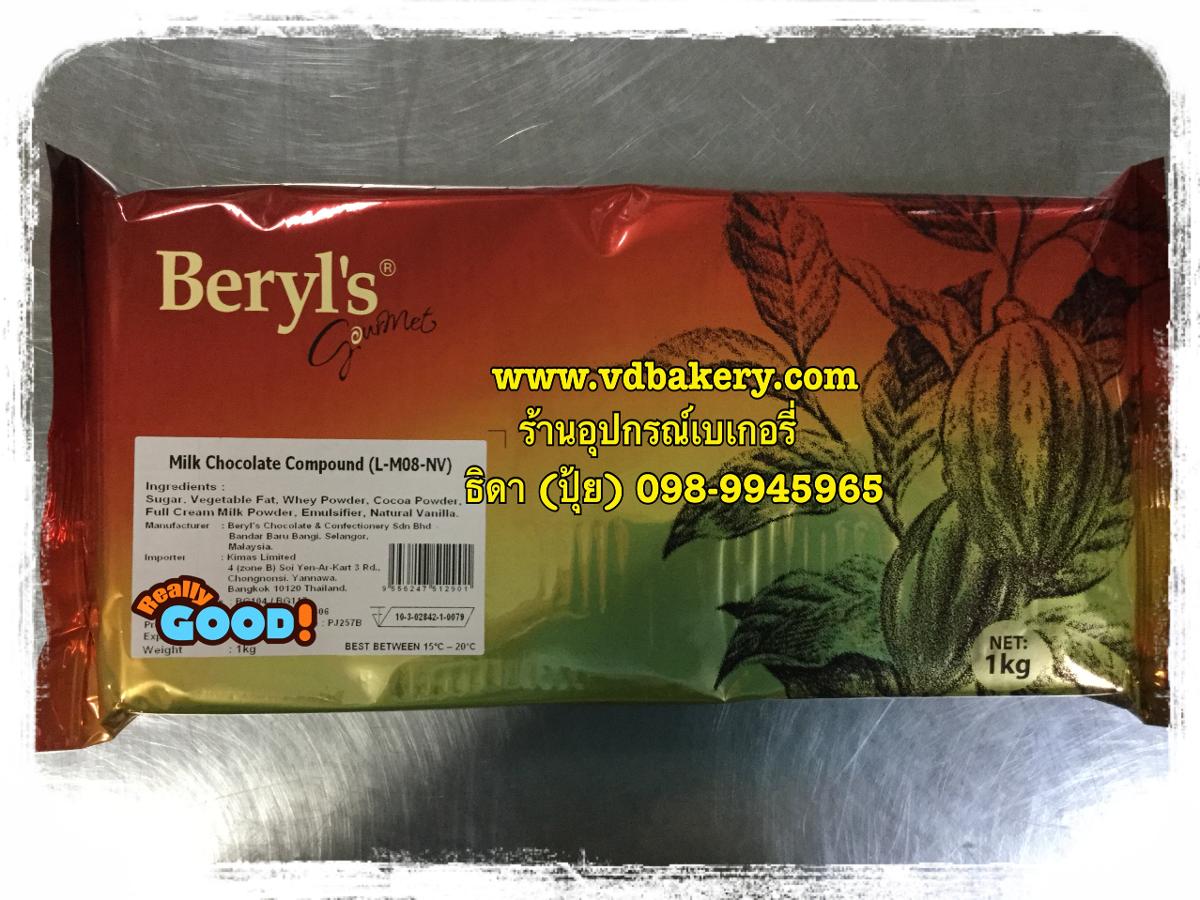 Beryl's®
Gourmet
www.vdbakery.com
ร้านอุปกรณ์เบเกอรี่
ธิดา (ปุ้ย) 098-9945965
Milk Chocolate Compound (L-M08-NV)
Ingredients :
Sugar, Vegetable Fat, Whey Powder, Cocoa Powder,
Full Cream Milk Powder, Emulsifier, Natural Vanilla.
Manufacturer : Beryl's Chocolate & Confectionery Sdn Bhd
Bandar Baru Bangi, Selangor,
Malaysia.
Importer : Kimas Limited
4 (zone B) Soi Yen-Ar-Kart 3 Rd.,
Chongnonsi, Yannawa.
Bangkok 10120 Thailand.
9 556247 512901
Really
GOOD!
06
: PJ257B
10-3-02842-1-0079
Weight : 1kg
BEST BETWEEN 15°C – 20°C
NET:
1kg